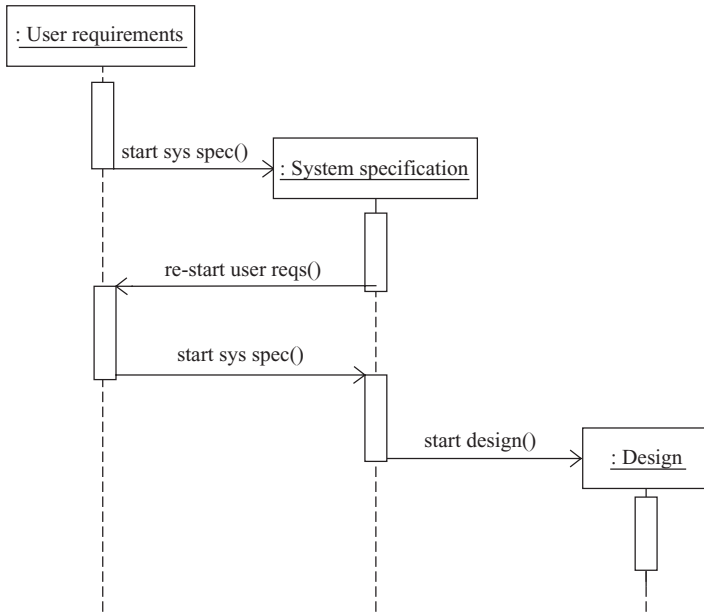 : User requirements
start sys spec()
: System specification
re-start user reqs()
start sys spec()
start design()
: Design